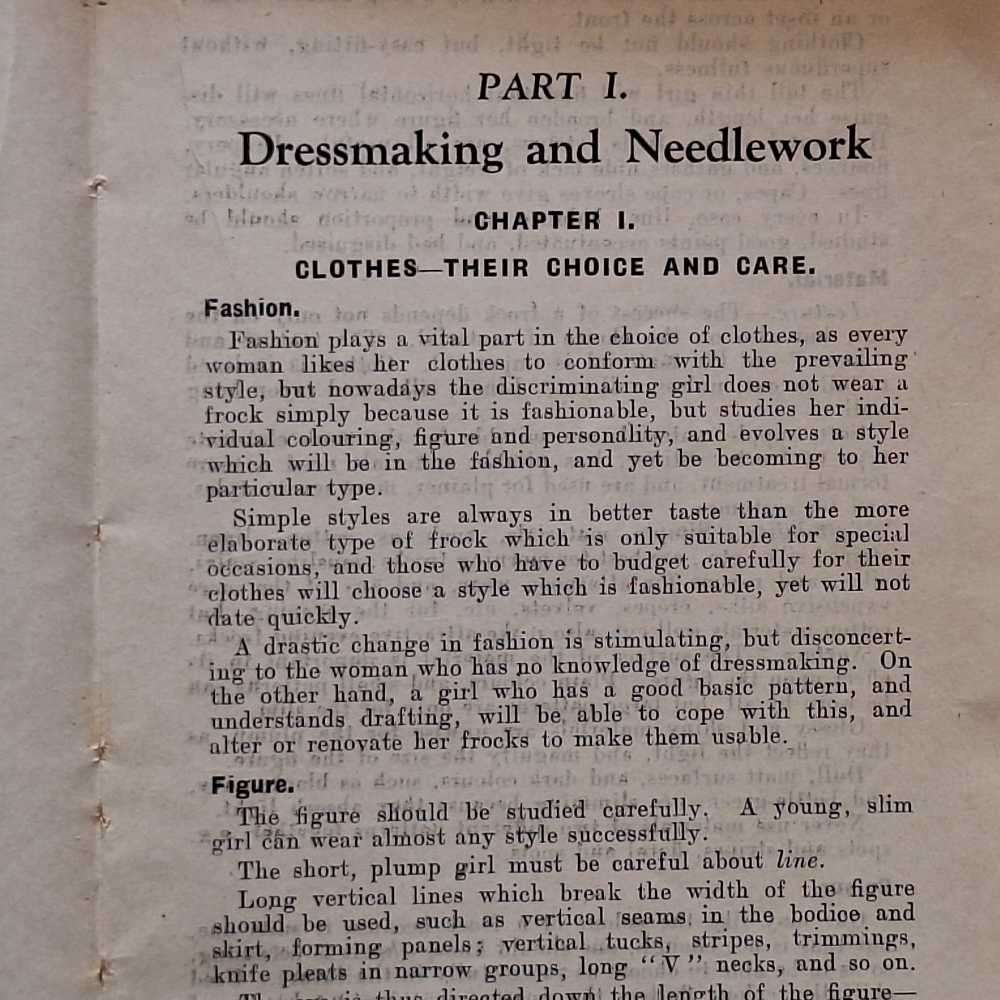 PART I.
Dressmaking and Needlework
CHAPTER I.
CLOTHES—THEIR CHOICE AND CARE.
Fashion.
Fashion plays a vital part in the choice of clothes, as every
woman likes her clothes to conform with the prevailing
style, but nowadays the discriminating girl does not wear a
frock simply because it is fashionable, but studies her indi-
vidual colouring, figure and personality, and evolves a style
which will be in the fashion, and yet be becoming to her
particular type.
Simple styles are always in better taste than the more
elaborate type of frock which is only suitable for special
occasions, and those who have to budget carefully for their
clothes will choose a style which is fashionable, yet will not
date quickly.
A drastic change in fashion is stimulating, but disconcert-
ing to the woman who has no knowledge of dressmaking. On
the other hand, a girl who has a good basic pattern, and
understands drafting, will be able to cope with this, and
alter or renovate her frocks to make them usable.
Figure.
The figure should be studied carefully. A young, slim
girl can wear almost any style successfully.
The short, plump girl must be careful about line.
Long vertical lines which break the width of the figure
should be used, such as vertical seams in the bodice and
skirt, forming panels; vertical tucks, stripes, trimmings,
knife pleats in narrow groups, long "V" necks, and so on.
is thus directed down the length of the figure—